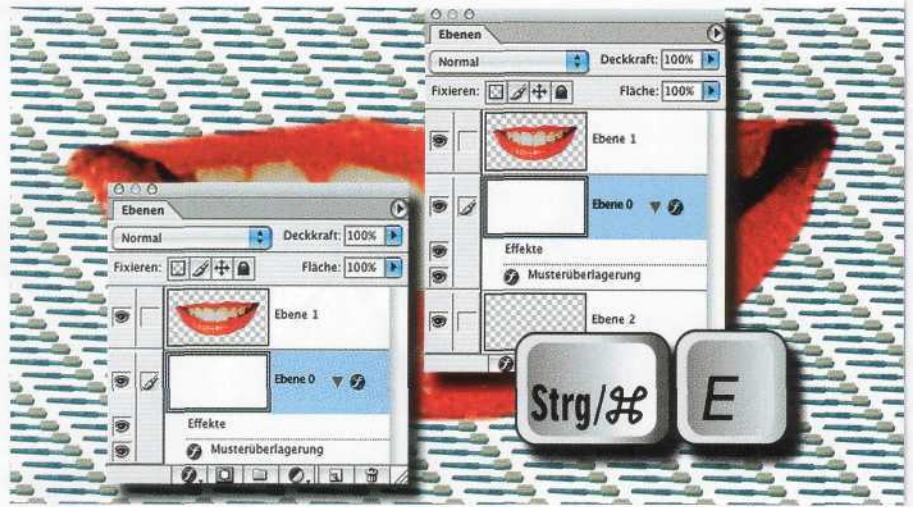 Ebenen
Normal Deckkraft: 100%
Fixieren: Fläche: 100%
Ebene 1
Ebene 0
Effekte
Musterüberlagerung
Ebene 2
Ebenen
Normal Deckkraft: 100%
Fixieren: Fläche: 100%
Ebene 1
Ebene 0
Effekte
Musterüberlagerung
Strg/⌘ E